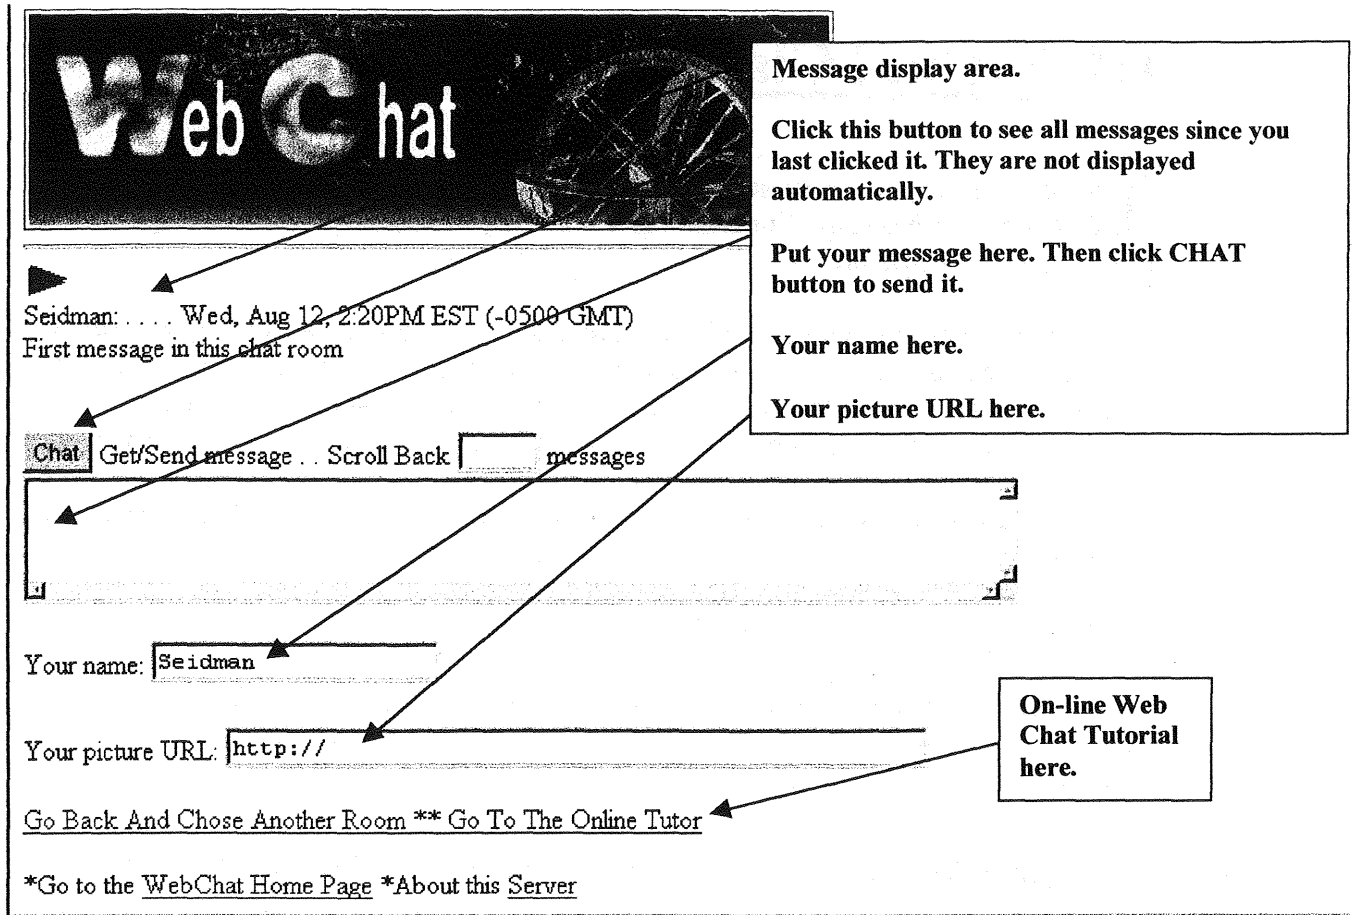 Web Chat
Message display area.
Click this button to see all messages since you
last clicked it. They are not displayed
automatically.
Put your message here. Then click CHAT
button to send it.
Your name here.
Your picture URL here.
Seidman: . . . . Wed, Aug 12, 2:20PM EST (-0500 GMT)
First message in this chat room
Chat Get/Send message . . Scroll Back messages
Your name: Seidman
Your picture URL: http://
On-line Web
Chat Tutorial
here.
Go Back And Chose Another Room ** Go To The Online Tutor
*Go to the WebChat Home Page *About this Server